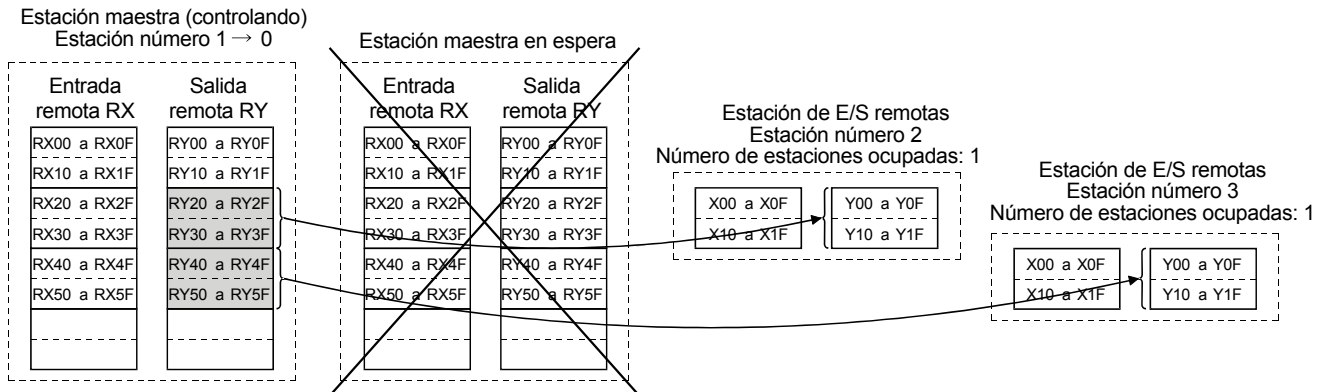 Estación maestra (controlando)
Estación número 1 → 0
Entrada
remota RX
Salida
remota RY
RX00 a RX0F
RY00 a RY0F
RX10 a RX1F
RY10 a RY1F
RX20 a RX2F
RY20 a RY2F
RX30 a RX3F
RY30 a RY3F
RX40 a RX4F
RY40 a RY4F
RX50 a RX5F
RY50 a RY5F
Estación maestra en espera
Entrada
remota RX
Salida
remota RY
RX00 a RX0F
RY00 a RY0F
RX10 a RX1F
RY10 a RY1F
RX20 a RX2F
RY20 a RY2F
RX30 a RX3F
RY30 a RY3F
RX40 a RX4F
RY40 a RY4F
RX50 a RX5F
RY50 a RY5F
Estación de E/S remotas
Estación número 2
Número de estaciones ocupadas: 1
X00 a X0F
Y00 a Y0F
X10 a X1F
Y10 a Y1F
Estación de E/S remotas
Estación número 3
Número de estaciones ocupadas: 1
X00 a X0F
Y00 a Y0F
X10 a X1F
Y10 a Y1F